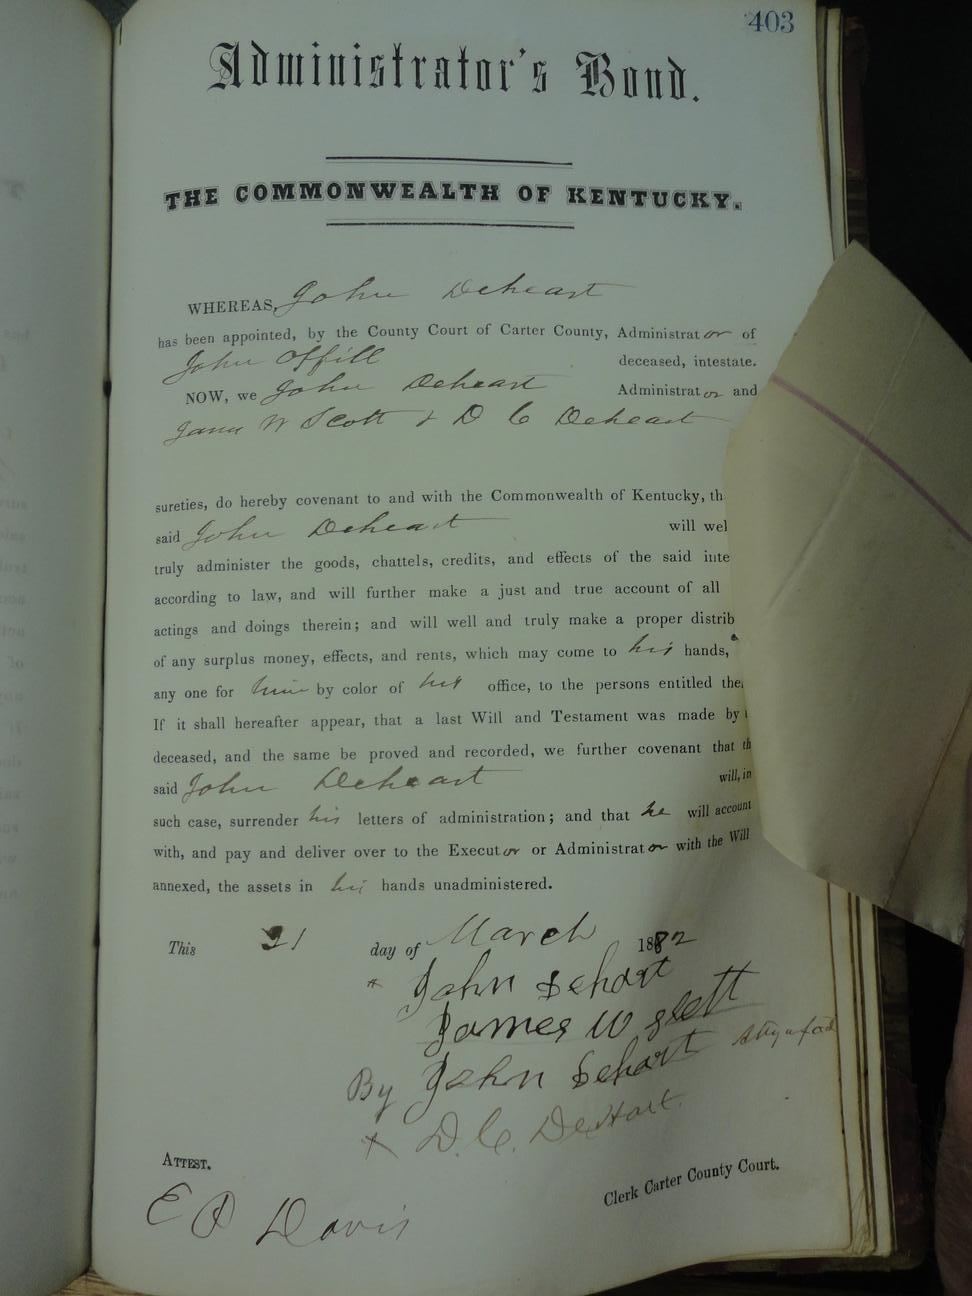 403
Administrator's Bond.
THE COMMONWEALTH OF KENTUCKY.
WHEREAS, John Deheart
has been appointed, by the County Court of Carter County, Administrator of
John Offill deceased, intestate.
NOW, we John Deheart Administrator and
W Scott & D C Deheart
sureties, do hereby covenant to and with the Commonwealth of Kentucky, th
said John Deheart will wel
truly administer the goods, chattels, credits, and effects of the said inte
according to law, and will further make a just and true account of all
actings and doings therein; and will well and truly make a proper distrib
of any surplus money, effects, and rents, which may come to his hands,
any one for him by color of his office, to the persons entitled the
If it shall hereafter appear, that a last Will and Testament was made by
deceased, and the same be proved and recorded, we further covenant that th
said John Deheart will, in
such case, surrender his letters of administration; and that he will account
with, and pay and deliver over to the Executor or Administrator with the Will
annexed, the assets in his hands unadministered.
This 21 day of March 1882
John Dehart
James W
By John Dehart
x D. C. DeHart.
ATTEST.
Clerk Carter County Court.
E P Davis